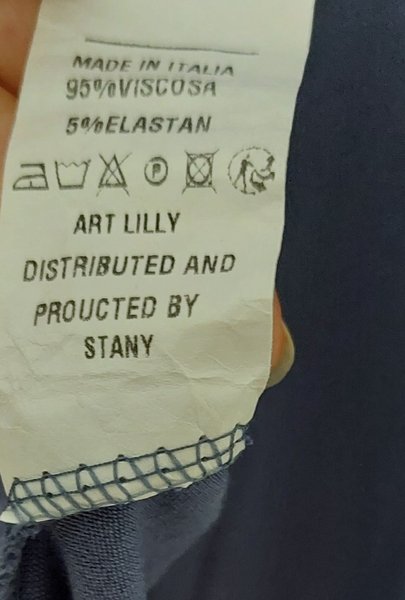 MADE IN ITALIA
95%VISCOSA
5%ELASTAN
P
ART LILLY
DISTRIBUTED AND
PROUCTED BY
STANY